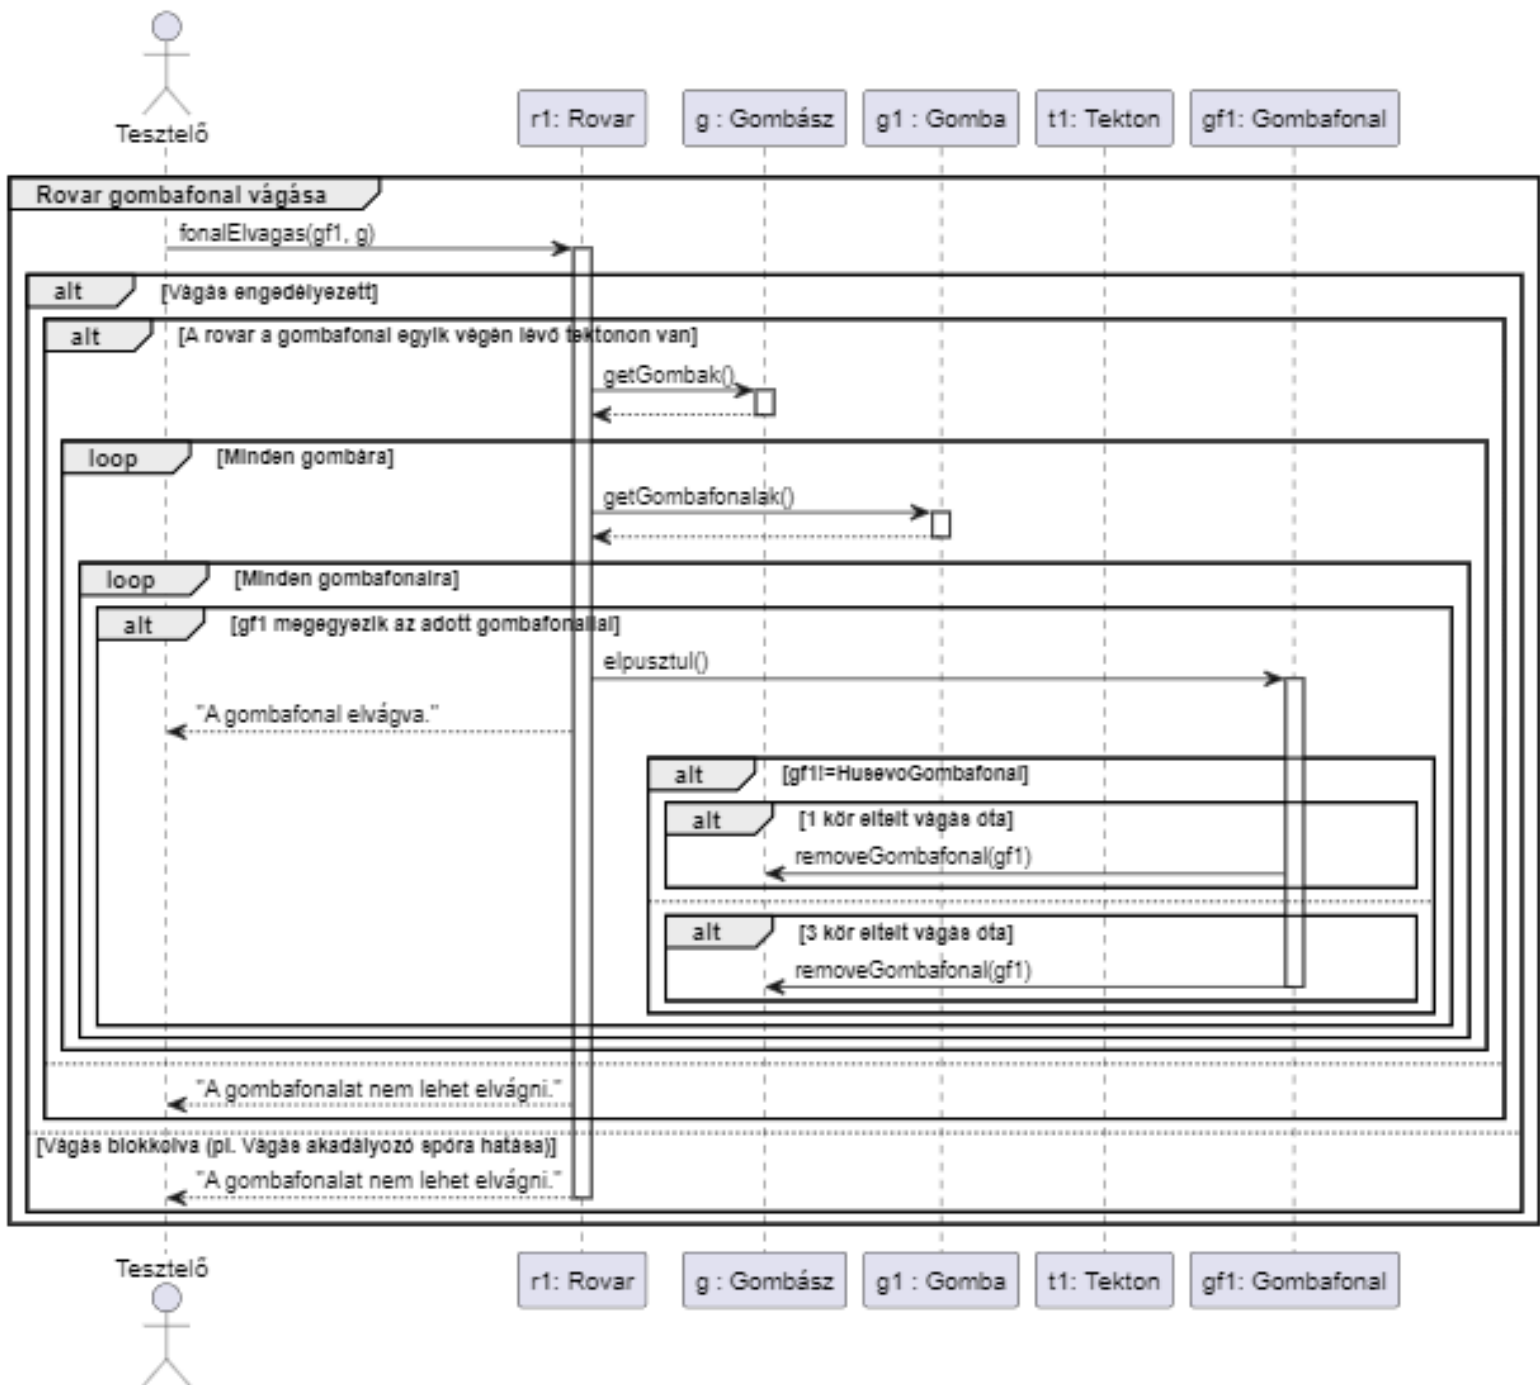 Tesztelő
r1: Rovar
g : Gombász
g1 : Gomba
t1: Tekton
gf1: Gombafonal
Rovar gombafonal vágása
fonalElvagas(gf1, g)
alt
[Vágás engedélyezett]
alt
[A rovar a gombafonal egyik végén lévő tektonon van]
getGombak()
loop
[Minden gombára]
getGombafonalak()
loop
[Minden gombafonalra]
alt
[gf1 megegyezik az adott gombafonallal]
elpusztul()
"A gombafonal elvágva."
alt
[gf1!=HusevoGombafonal]
alt
[1 kör eltelt vágás óta]
removeGombafonal(gf1)
alt
[3 kör eltelt vágás óta]
removeGombafonal(gf1)
"A gombafonalat nem lehet elvágni."
[Vágás blokkolva (pl. Vágás akadályozó spóra hatása)]
"A gombafonalat nem lehet elvágni."
Tesztelő
r1: Rovar
g : Gombász
g1 : Gomba
t1: Tekton
gf1: Gombafonal